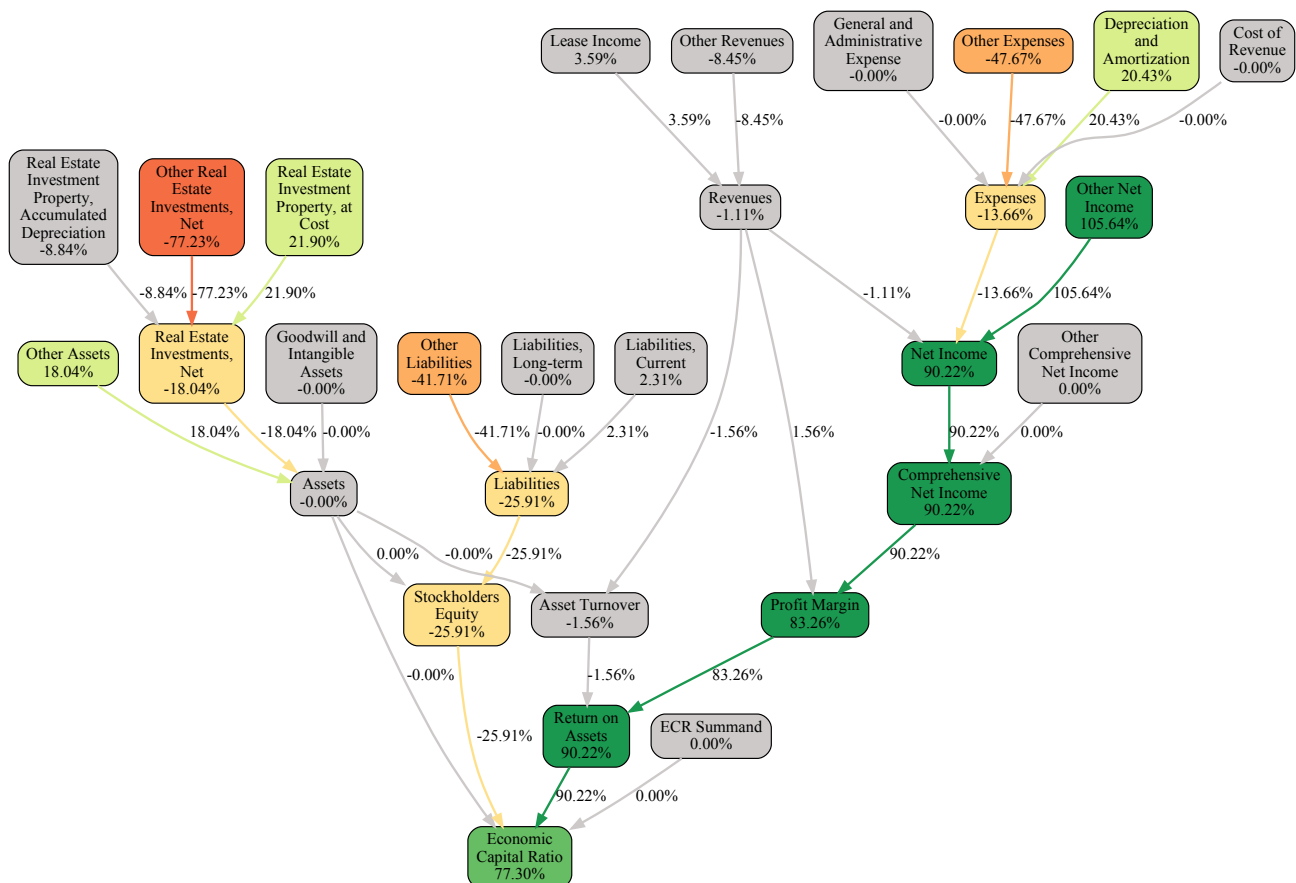 General and
Administrative
Expense
-0.00%
Depreciation
and
Amortization
20.43%
Cost of
Revenue
-0.00%
Lease Income
3.59%
Other Revenues
-8.45%
Other Expenses
-47.67%
3.59%
-8.45%
-0.00%
-47.67%
20.43%
-0.00%
Real Estate
Investment
Property,
Accumulated
Depreciation
-8.84%
Other Real
Estate
Investments,
Net
-77.23%
Real Estate
Investment
Property, at
Cost
21.90%
Revenues
-1.11%
Expenses
-13.66%
Other Net
Income
105.64%
-8.84%
-77.23%
21.90%
-1.11%
-13.66%
105.64%
Other Assets
18.04%
Real Estate
Investments,
Net
-18.04%
Goodwill and
Intangible
Assets
-0.00%
Other
Liabilities
-41.71%
Liabilities,
Long-term
-0.00%
Liabilities,
Current
2.31%
Net Income
90.22%
Other
Comprehensive
Net Income
0.00%
18.04%
-18.04%
-0.00%
-41.71%
-0.00%
2.31%
-1.56%
1.56%
90.22%
0.00%
Assets
-0.00%
Liabilities
-25.91%
Comprehensive
Net Income
90.22%
0.00%
-0.00%
-25.91%
90.22%
Stockholders
Equity
-25.91%
Asset Turnover
-1.56%
Profit Margin
83.26%
-0.00%
-1.56%
83.26%
-25.91%
Return on
Assets
90.22%
ECR Summand
0.00%
90.22%
0.00%
Economic
Capital Ratio
77.30%